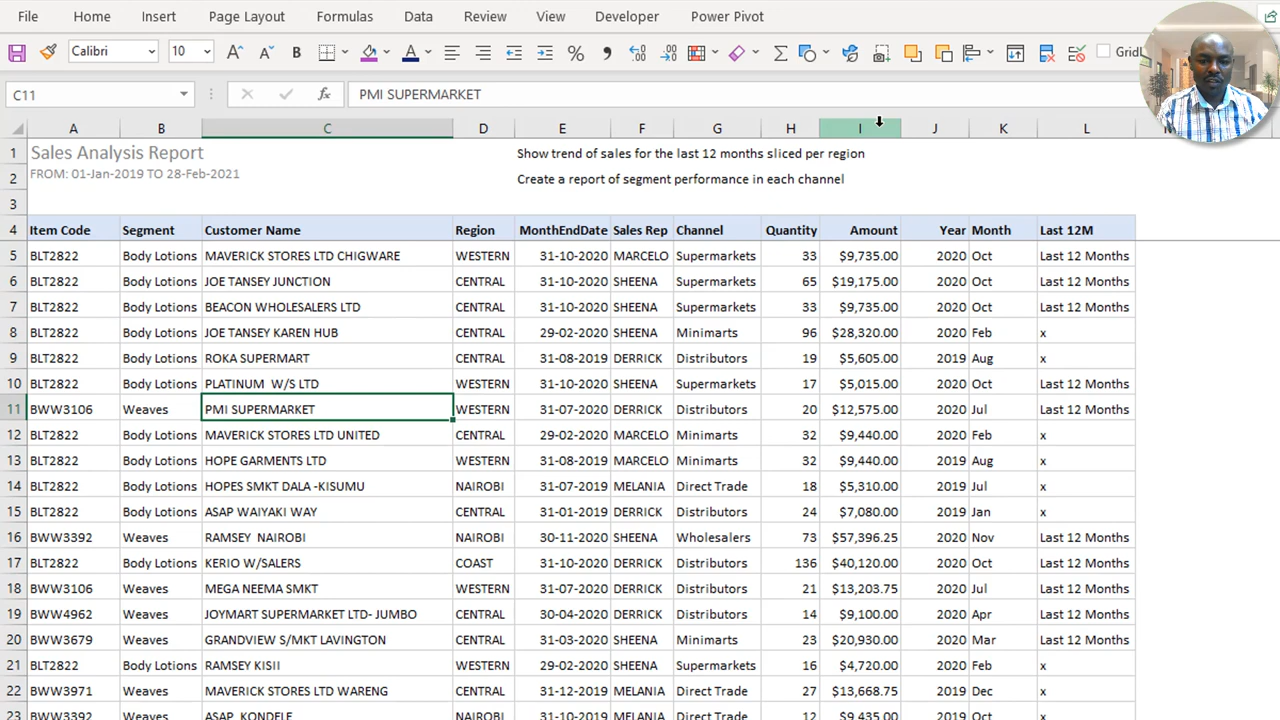 File Home Insert Page Layout Formulas Data Review View Developer Power Pivot
Calibri 10 A A B A % , .00 Gridl
C11 fx PMI SUPERMARKET
A B C D E F G H I J K L
1 Sales Analysis Report Show trend of sales for the last 12 months sliced per region
2 FROM: 01-Jan-2019 TO 28-Feb-2021 Create a report of segment performance in each channel
3
4 Item Code Segment Customer Name Region MonthEndDate Sales Rep Channel Quantity Amount Year Month Last 12M
5 BLT2822 Body Lotions MAVERICK STORES LTD CHIGWARE WESTERN 31-10-2020 MARCELO Supermarkets 33 $9,735.00 2020 Oct Last 12 Months
6 BLT2822 Body Lotions JOE TANSEY JUNCTION CENTRAL 31-10-2020 SHEENA Supermarkets 65 $19,175.00 2020 Oct Last 12 Months
7 BLT2822 Body Lotions BEACON WHOLESALERS LTD CENTRAL 31-10-2020 SHEENA Supermarkets 33 $9,735.00 2020 Oct Last 12 Months
8 BLT2822 Body Lotions JOE TANSEY KAREN HUB CENTRAL 29-02-2020 SHEENA Minimarts 96 $28,320.00 2020 Feb x
9 BLT2822 Body Lotions ROKA SUPERMART CENTRAL 31-08-2019 DERRICK Distributors 19 $5,605.00 2019 Aug x
10 BLT2822 Body Lotions PLATINUM W/S LTD WESTERN 31-10-2020 SHEENA Supermarkets 17 $5,015.00 2020 Oct Last 12 Months
11 BWW3106 Weaves PMI SUPERMARKET WESTERN 31-07-2020 DERRICK Distributors 20 $12,575.00 2020 Jul Last 12 Months
12 BLT2822 Body Lotions MAVERICK STORES LTD UNITED CENTRAL 29-02-2020 MARCELO Minimarts 32 $9,440.00 2020 Feb x
13 BLT2822 Body Lotions HOPE GARMENTS LTD WESTERN 31-08-2019 MARCELO Minimarts 32 $9,440.00 2019 Aug x
14 BLT2822 Body Lotions HOPES SMKT DALA -KISUMU NAIROBI 31-07-2019 MELANIA Direct Trade 18 $5,310.00 2019 Jul x
15 BLT2822 Body Lotions ASAP WAIYAKI WAY CENTRAL 31-01-2019 DERRICK Distributors 24 $7,080.00 2019 Jan x
16 BWW3392 Weaves RAMSEY NAIROBI NAIROBI 30-11-2020 SHEENA Wholesalers 73 $57,396.25 2020 Nov Last 12 Months
17 BLT2822 Body Lotions KERIO W/SALERS COAST 31-10-2020 DERRICK Distributors 136 $40,120.00 2020 Oct Last 12 Months
18 BWW3106 Weaves MEGA NEEMA SMKT WESTERN 31-07-2020 DERRICK Distributors 21 $13,203.75 2020 Jul Last 12 Months
19 BWW4962 Weaves JOYMART SUPERMARKET LTD- JUMBO CENTRAL 30-04-2020 DERRICK Distributors 14 $9,100.00 2020 Apr Last 12 Months
20 BWW3679 Weaves GRANDVIEW S/MKT LAVINGTON CENTRAL 31-03-2020 SHEENA Minimarts 23 $20,930.00 2020 Mar Last 12 Months
21 BLT2822 Body Lotions RAMSEY KISII WESTERN 29-02-2020 SHEENA Supermarkets 16 $4,720.00 2020 Feb x
22 BWW3971 Weaves MAVERICK STORES LTD WARENG CENTRAL 31-12-2019 MELANIA Direct Trade 27 $13,668.75 2019 Dec x
23 BWW3392 Weaves ASAP KONDELE WESTERN 31-10-2019 MELANIA Direct Trade 12 $9,435.00 2019 Oct x